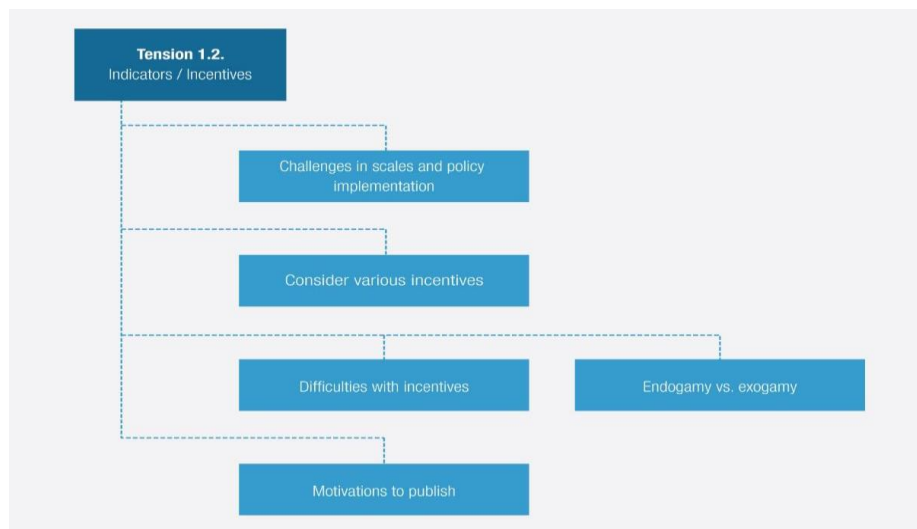 Tension 1.2.
Indicators / Incentives
Challenges in scales and policy
implementation
Consider various incentives
Difficulties with incentives
Endogamy vs. exogamy
Motivations to publish